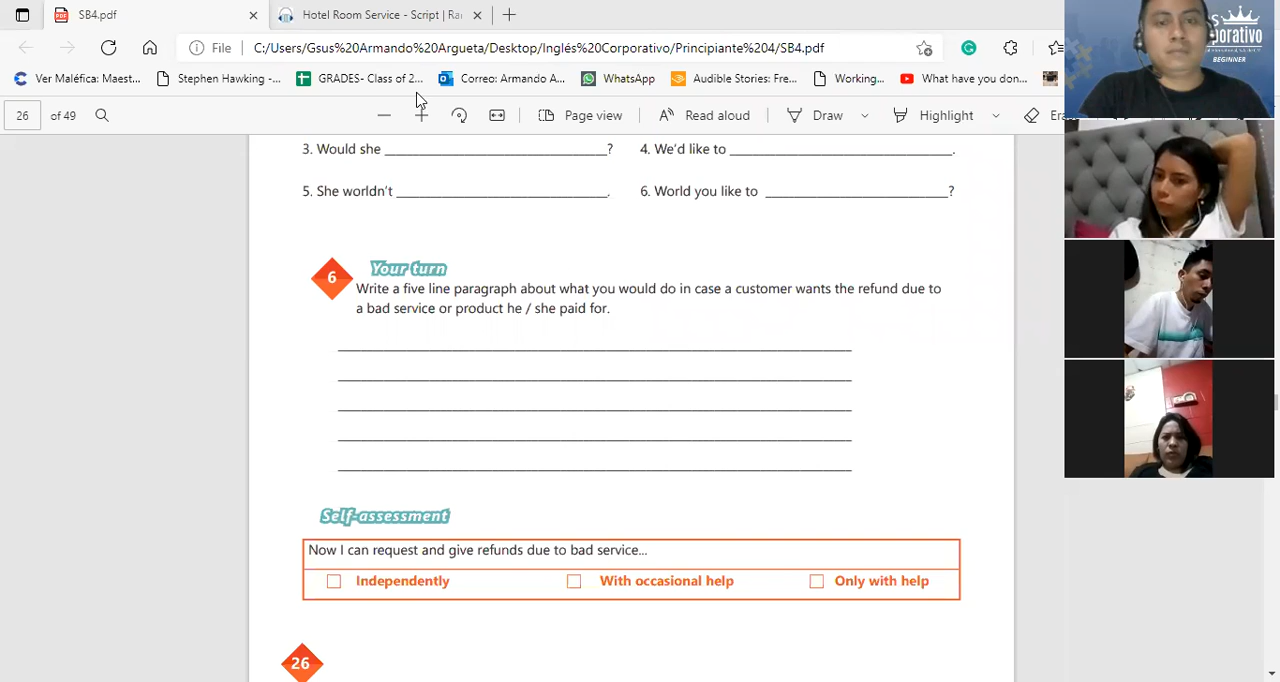 SB4.pdf
Hotel Room Service - Script | Ra
File C:/Users/Gsus%20Armando%20Argueta/Desktop/Inglés%20Corporativo/Principiante%204/SB4.pdf
Ver Maléfica: Maest... Stephen Hawking -... GRADES- Class of 2... Correo: Armando A... WhatsApp Audible Stories: Fre... Working... What have you don...
26 of 49 Page view Read aloud Draw Highlight
3. Would she ______________________________? 4. We'd like to ______________________________.
5. She worldn't ______________________________. 6. World you like to _________________________?
6 Your turn
Write a five line paragraph about what you would do in case a customer wants the refund due to
a bad service or product he / she paid for.
Self-assessment
Now I can request and give refunds due to bad service...
Independently With occasional help Only with help
26
BEGINNER